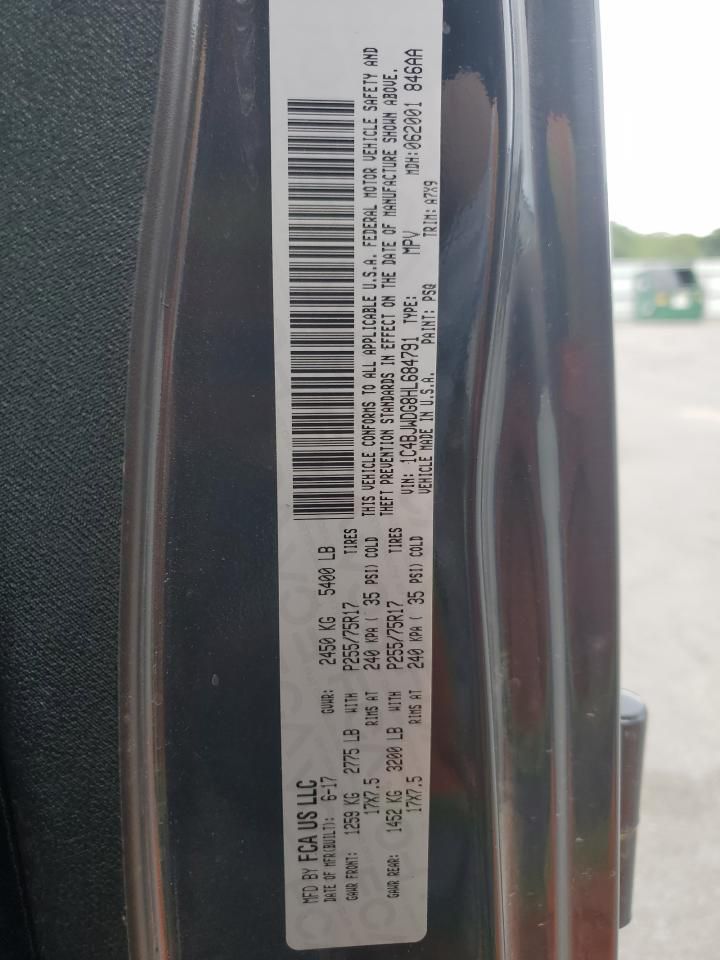 MFD BY FCA US LLC
DATE OF MFR(BUILT): 6-17 GVWR: 2450 KG 5400 LB
GAWR FRONT: 1259 KG 2775 LB WITH P255/75R17 TIRES
17X7.5 RIMS AT 240 KPA ( 35 PSI) COLD
GAWR REAR: 1452 KG 3200 LB WITH P255/75R17 TIRES
17X7.5 RIMS AT 240 KPA ( 35 PSI) COLD
THIS VEHICLE CONFORMS TO ALL APPLICABLE U.S.A. FEDERAL MOTOR VEHICLE SAFETY AND
THEFT PREVENTION STANDARDS IN EFFECT ON THE DATE OF MANUFACTURE SHOWN ABOVE.
VIN: 1C4BJWDG8HL684791 TYPE: MPV MDH:062001 846AA
VEHICLE MADE IN U.S.A. PAINT: PSQ TRIM: A7X9